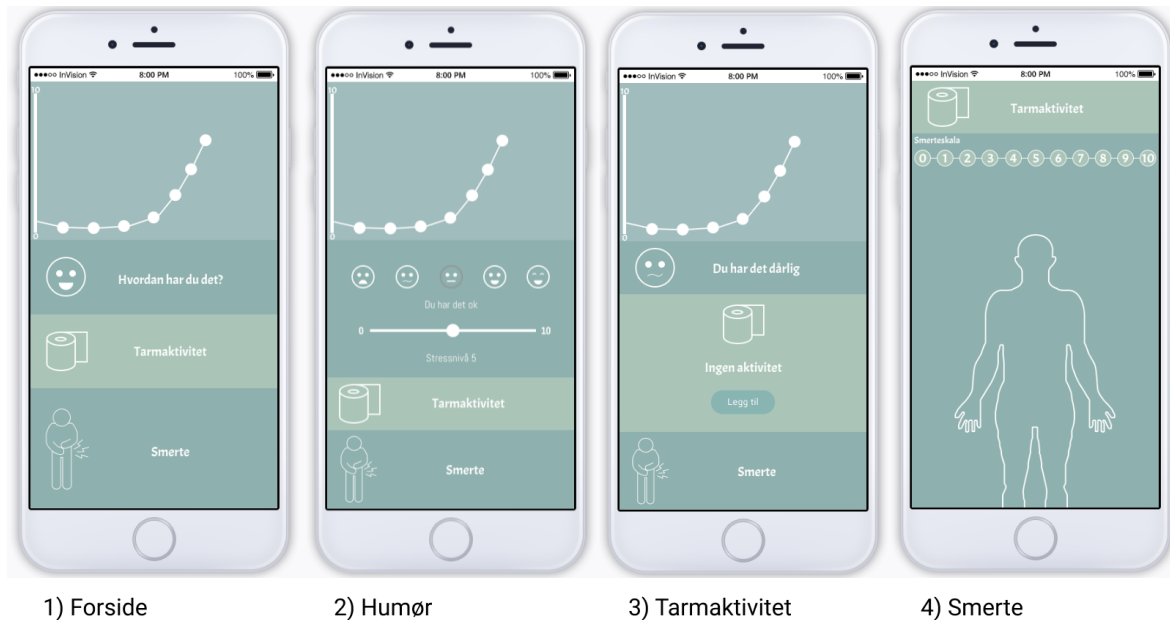 InVision 8:00 PM 100%
10
0
Hvordan har du det?
Tarmaktivitet
Smerte
1) Forside
InVision 8:00 PM 100%
10
0
Du har det ok
0 10
Stressnivå 5
Tarmaktivitet
Smerte
2) Humør
InVision 8:00 PM 100%
10
0
Du har det dårlig
Ingen aktivitet
Legg til
Smerte
3) Tarmaktivitet
InVision 8:00 PM 100%
Tarmaktivitet
Smerteskala
0 1 2 3 4 5 6 7 8 9 10
4) Smerte